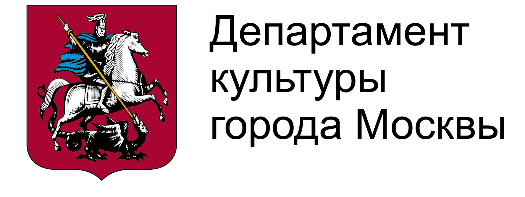 Департамент
культуры
города Москвы